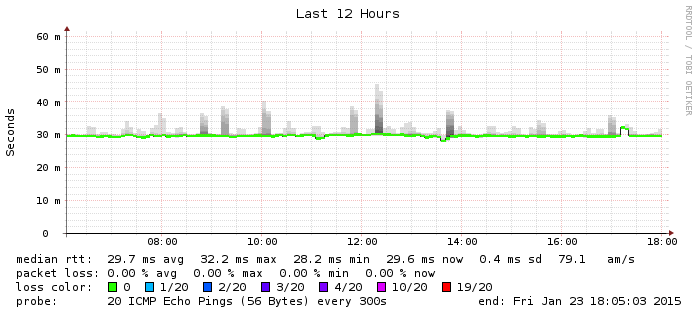 Last 12 Hours
RRDTOOL / TOBI OETIKER
Seconds
60 m
50 m
40 m
30 m
20 m
10 m
0
08:00 10:00 12:00 14:00 16:00 18:00
median rtt: 29.7 ms avg 32.2 ms max 28.2 ms min 29.6 ms now 0.4 ms sd 79.1 am/s
packet loss: 0.00 % avg 0.00 % max 0.00 % min 0.00 % now
loss color: 0 1/20 2/20 3/20 4/20 10/20 19/20
probe: 20 ICMP Echo Pings (56 Bytes) every 300s end: Fri Jan 23 18:05:03 2015